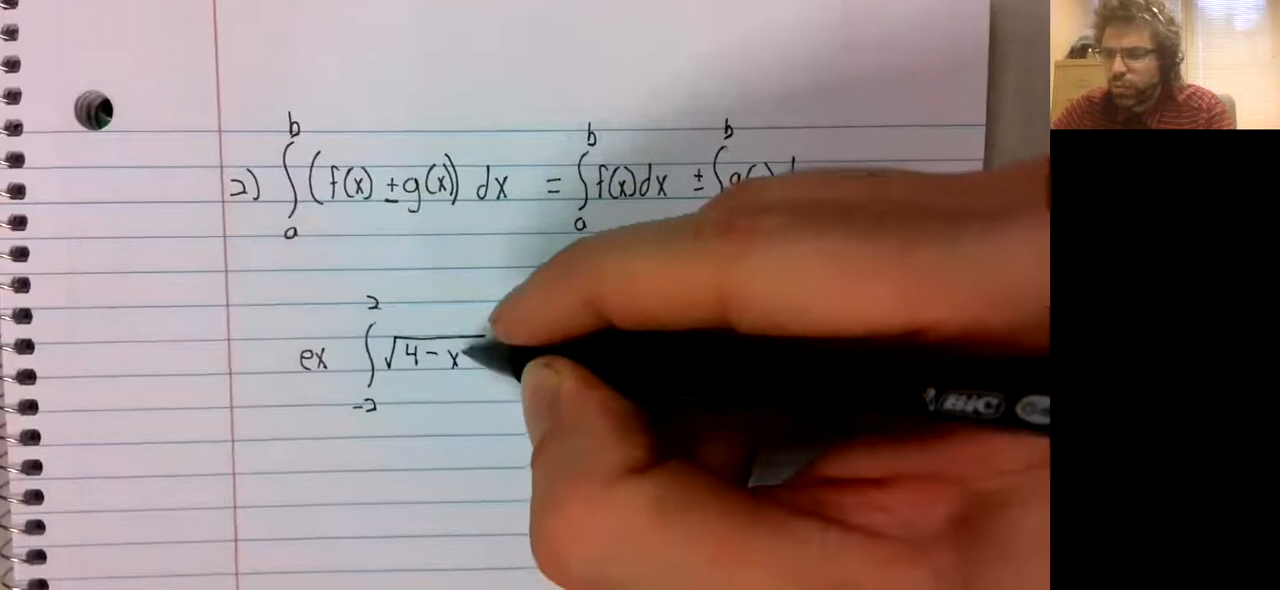 2) ∫_a^b (f(x) ± g(x)) dx = ∫_a^b f(x)dx ± ∫^b g(x) d
ex ∫_{-2}^{2} √4 - x
BIC